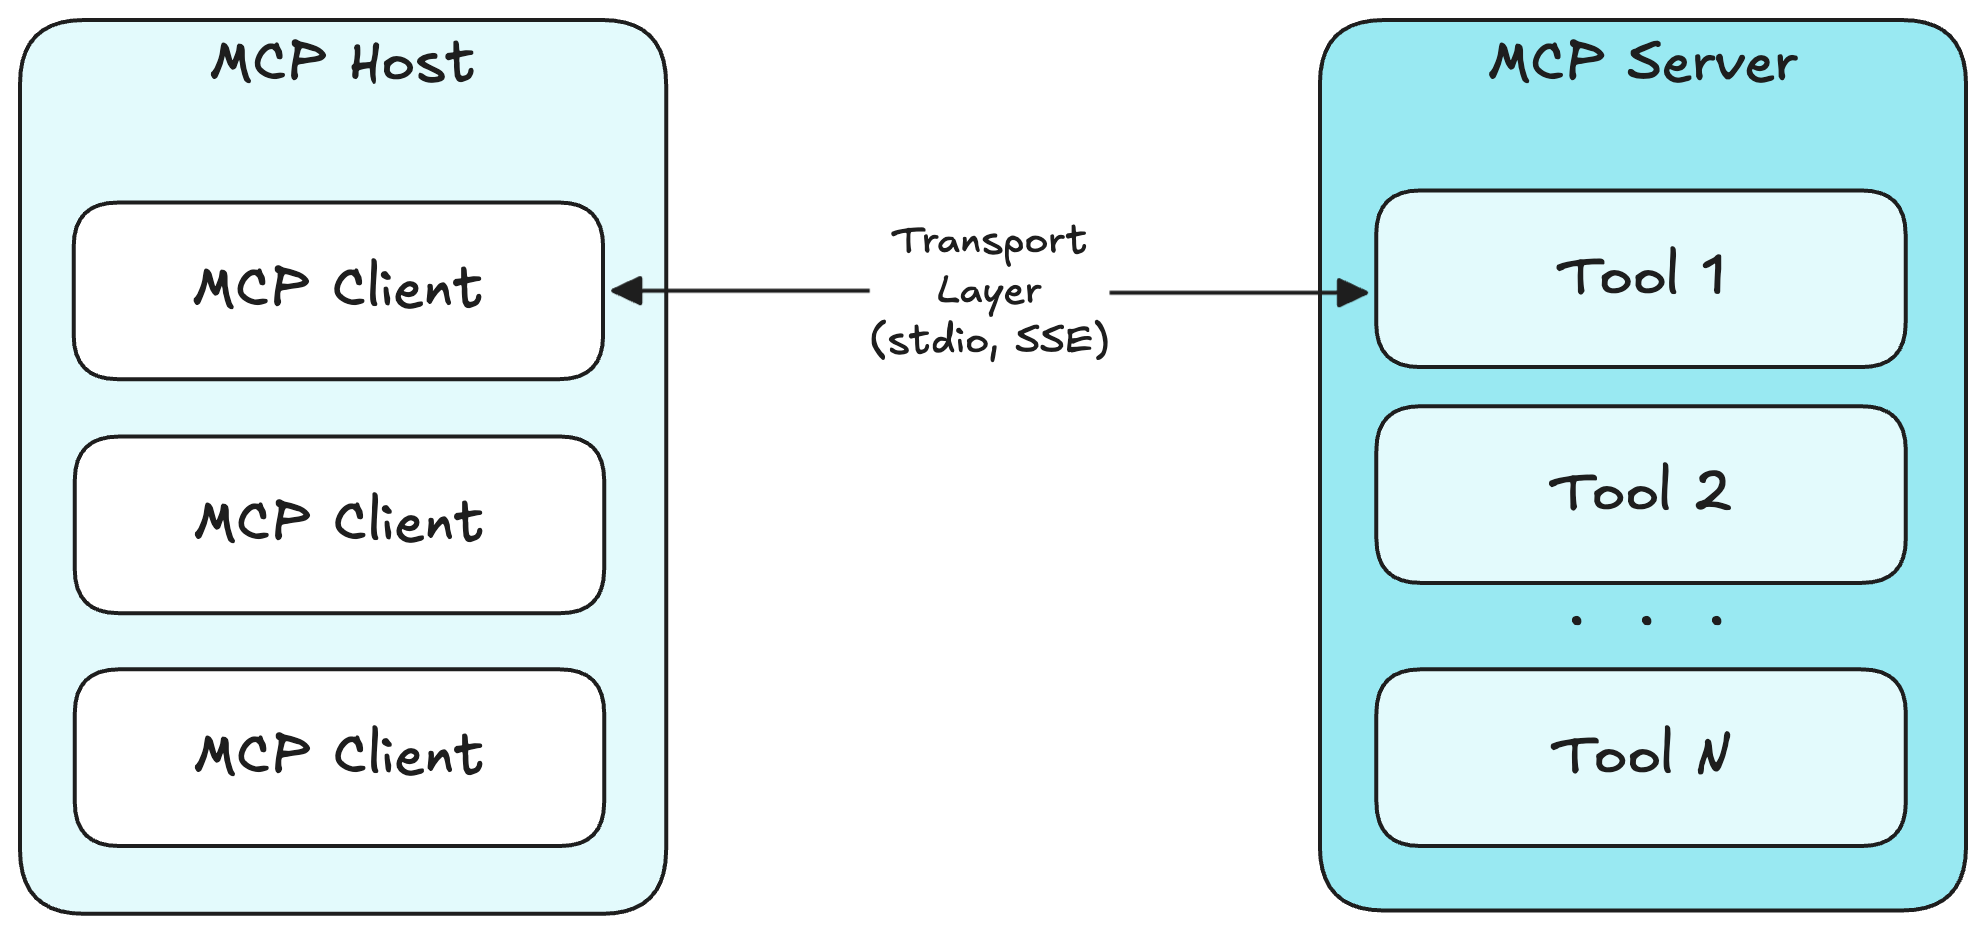 MCP Host
MCP Client
MCP Client
MCP Client
Transport
Layer
(stdio, SSE)
MCP Server
Tool 1
Tool 2
. . .
Tool N